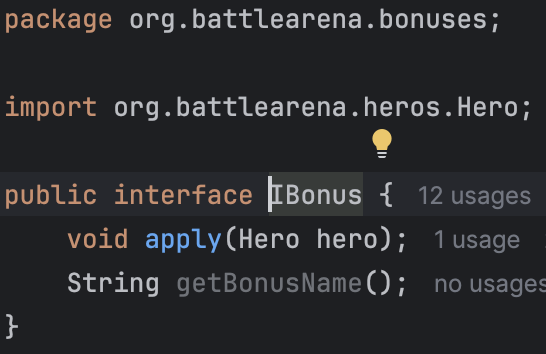 package org.battlearena.bonuses;
import org.battlearena.heros.Hero;
public interface IBonus { 12 usages
void apply(Hero hero); 1 usage
String getBonusName(); no usages
}